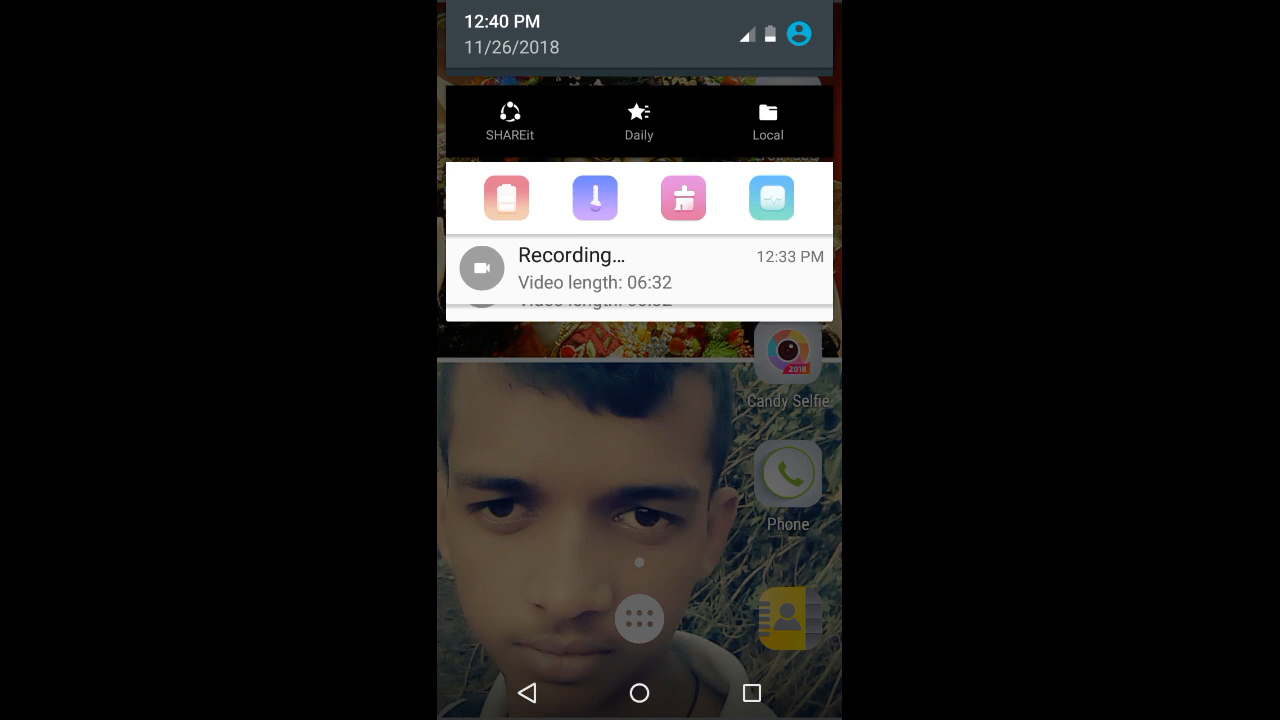 12:40 PM
11/26/2018
SHAREit
Daily
Local
Recording…
12:33 PM
Video length: 06:32
2018
Candy Selfie
Phone